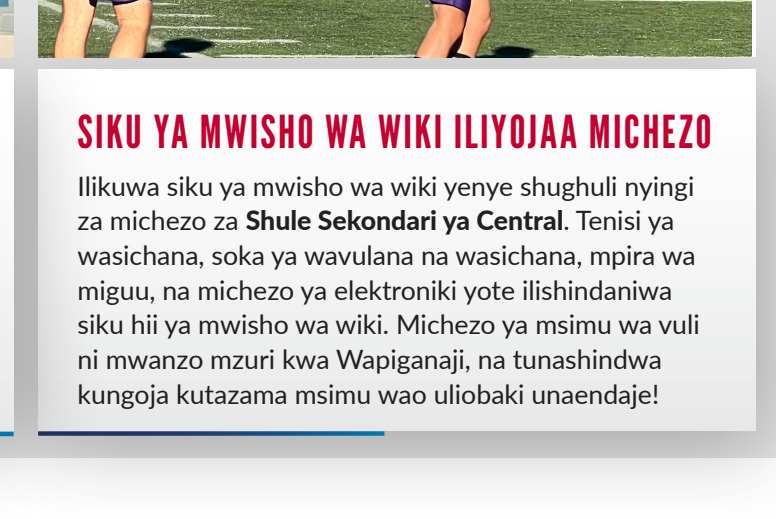 SIKU YA MWISHO WA WIKI ILIYOJAA MICHEZO
Ilikuwa siku ya mwisho wa wiki yenye shughuli nyingi
za michezo za Shule Sekondari ya Central. Tenisi ya
wasichana, soka ya wavulana na wasichana, mpira wa
miguu, na michezo ya elektroniki yote ilishindaniwa
siku hii ya mwisho wa wiki. Michezo ya msimu wa vuli
ni mwanzo mzuri kwa Wapiganaji, na tunashindwa
kungoja kutazama msimu wao uliobaki unaendaje!